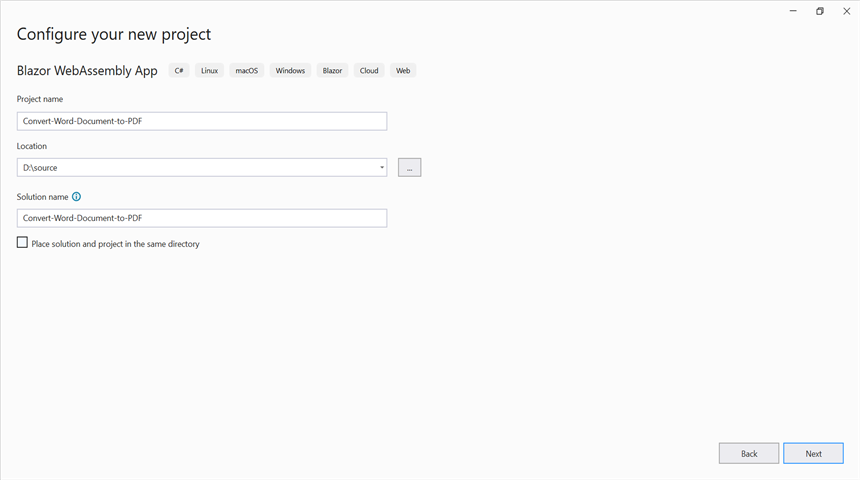 Configure your new project
Blazor WebAssembly App C# Linux macOS Windows Blazor Cloud Web
Project name
Convert-Word-Document-to-PDF
Location
D:\source
...
Solution name
Convert-Word-Document-to-PDF
Place solution and project in the same directory
Back Next